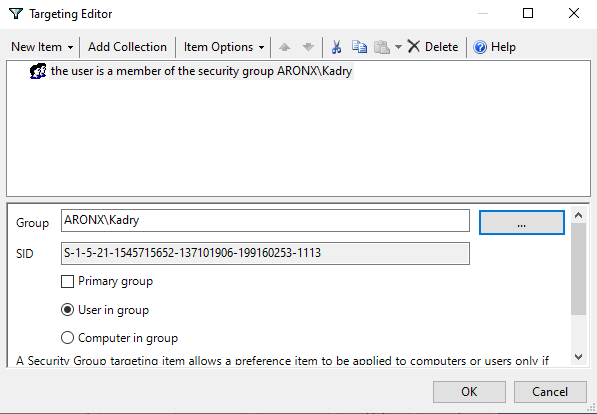 Targeting Editor
New Item Add Collection Item Options Delete Help
the user is a member of the security group ARONX\Kadry
Group ARONX\Kadry ...
SID S-1-5-21-1545715652-137101906-199160253-1113
Primary group
User in group
Computer in group
A Security Group targeting item allows a preference item to be applied to computers or users only if
OK Cancel